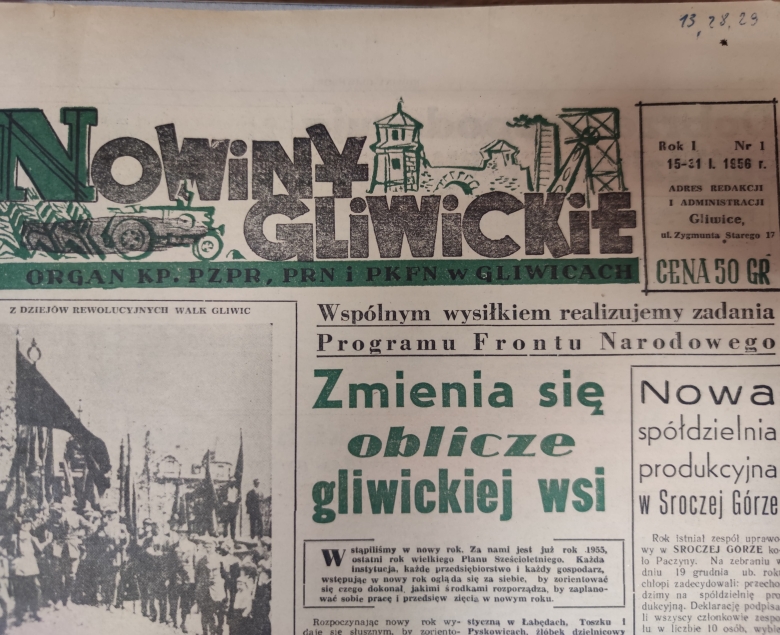 13, 28, 29
NOWINY
GLIWICKIE
ORGAN KP. PZPR, PRN i PKFN w GLIWICACH
Rok I Nr 1
15-31 I. 1956 r.
ADRES REDAKCJI
I ADMINISTRACJI
Gliwice,
ul. Zygmunta Starego 17
CENA 50 GR
Z DZIEJÓW REWOLUCYJNYCH WALK GLIWIC
Wspólnym wysiłkiem realizujemy zadania
Programu Frontu Narodowego
Zmienia się
oblicze
gliwickiej wsi
Wstąpiliśmy w nowy rok. Za nami jest już rok 1955,
ostatni rok wielkiego Planu Sześcioletniego. Każda
instytucja, każde przedsiębiorstwo i każdy gospodarz,
wstępując w nowy rok ogląda się za siebie, by zorientować
się czego dokonał, jakimi środkami rozporządza, by zaplano-
wać sobie pracę i przedsięw zięcia w nowym roku.
Rozpoczynając nowy rok wy-
daje się słusznym, by zoriento-
styczną w Łabędach, Toszku i
Pyskowicach, żłobek dzielnicowy
Nowa
spółdzielnia
produkcyjna
w Sroczej Górze
Rok istniał zespół uprawo-
wy w SROCZEJ GÓRZE ko-
ło Paczyny. Na zebraniu w
dniu 19 grudnia ub. roku
chłopi zadecydowali: przecho-
dzimy na spółdzielnię pro-
dukcyjną. Deklarację podpisa-
li wszyscy członkowie zespo-
łu w liczbie 10 osób,